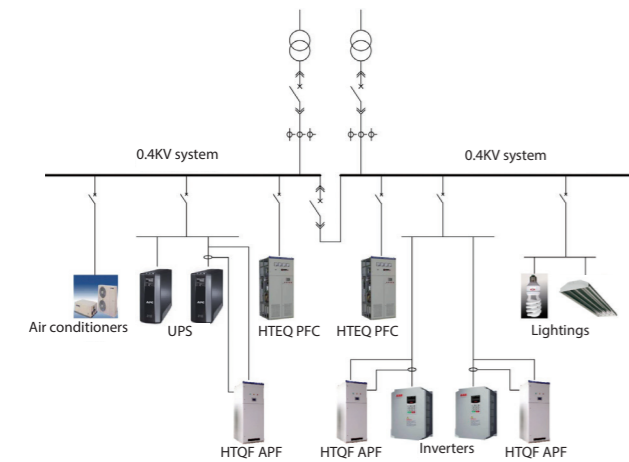 0.4KV system
0.4KV system
Air conditioners
UPS
HTEQ PFC
HTEQ PFC
Lightings
HTQF APF
HTQF APF
Inverters
HTQF APF